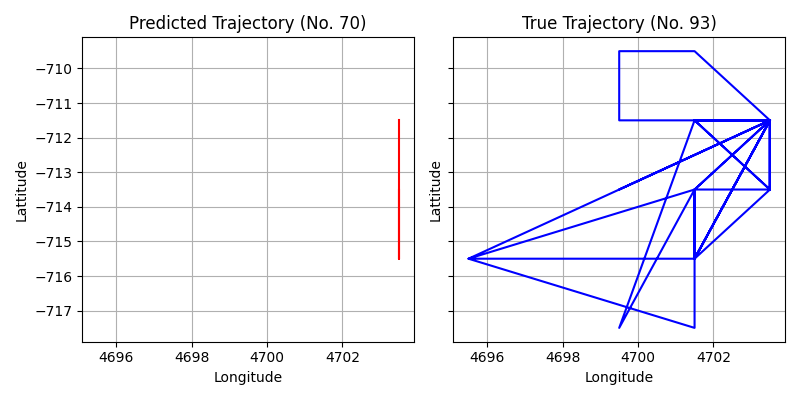 Predicted Trajectory (No. 70)
Lattitude
−710
−711
−712
−713
−714
−715
−716
−717
4696
4698
4700
4702
Longitude
True Trajectory (No. 93)
Lattitude
4696
4698
4700
4702
Longitude